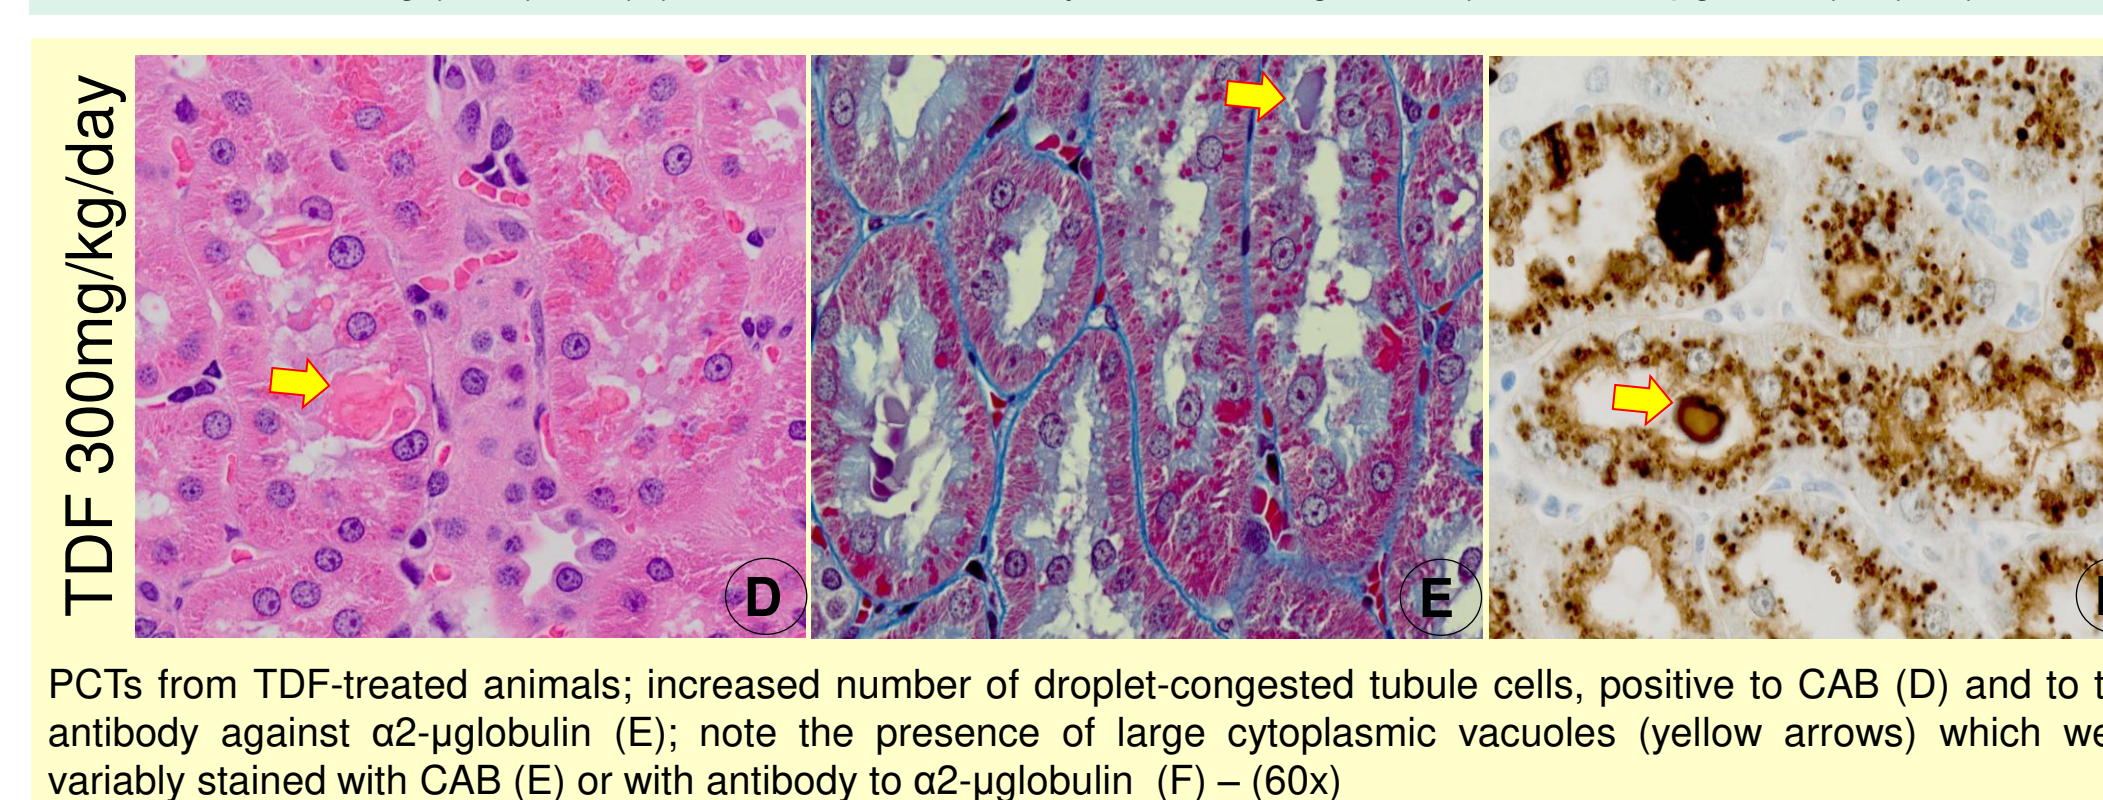 TDF 300mg/kg/day
D
E
PCTs from TDF-treated animals; increased number of droplet-congested tubule cells, positive to CAB (D) and to
antibody against α2-µglobulin (E); note the presence of large cytoplasmic vacuoles (yellow arrows) which
variably stained with CAB (E) or with antibody to α2-µglobulin (F) – (60x)